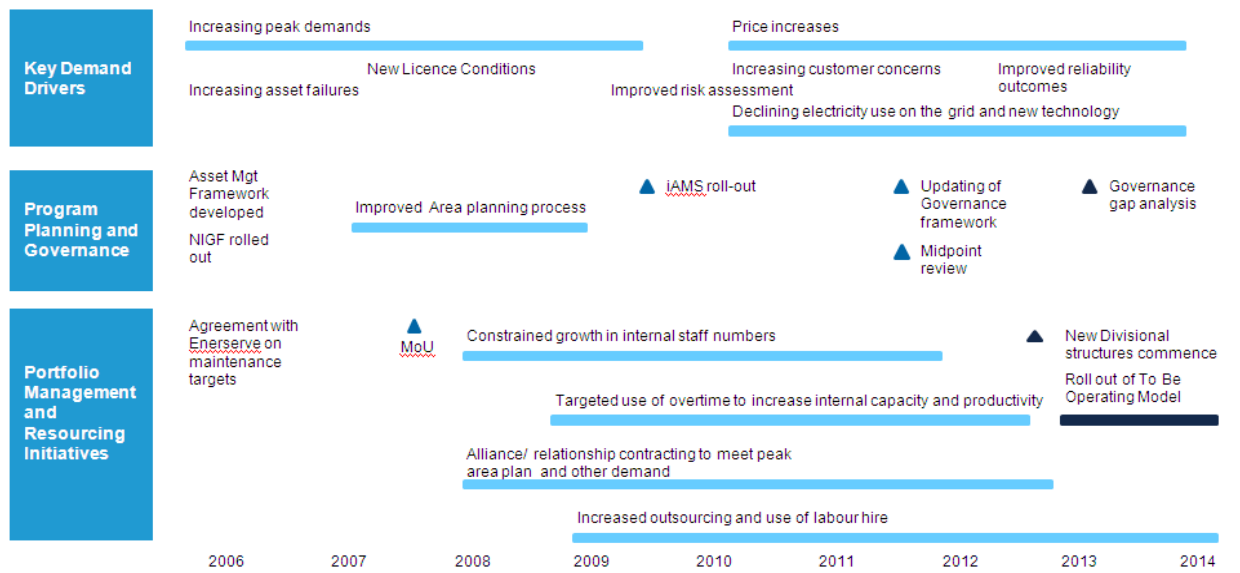 Key Demand
Drivers
Increasing peak demands
Price increases
New Licence Conditions
Increasing customer concerns
Improved reliability
outcomes
Increasing asset failures
Improved risk assessment
Declining electricity use on the grid and new technology
Program
Planning and
Governance
Asset Mgt
Framework
developed
NIGF rolled
out
Improved Area planning process
iAMS roll-out
Updating of
Governance
framework
Midpoint
review
Governance
gap analysis
Portfolio
Management
and
Resourcing
Initiatives
Agreement with
Enerserve on
maintenance
targets
MoU
Constrained growth in internal staff numbers
New Divisional
structures commence
Roll out of To Be
Operating Model
Targeted use of overtime to increase internal capacity and productivity
Alliance/ relationship contracting to meet peak
area plan and other demand
Increased outsourcing and use of labour hire
2006 2007 2008 2009 2010 2011 2012 2013 2014